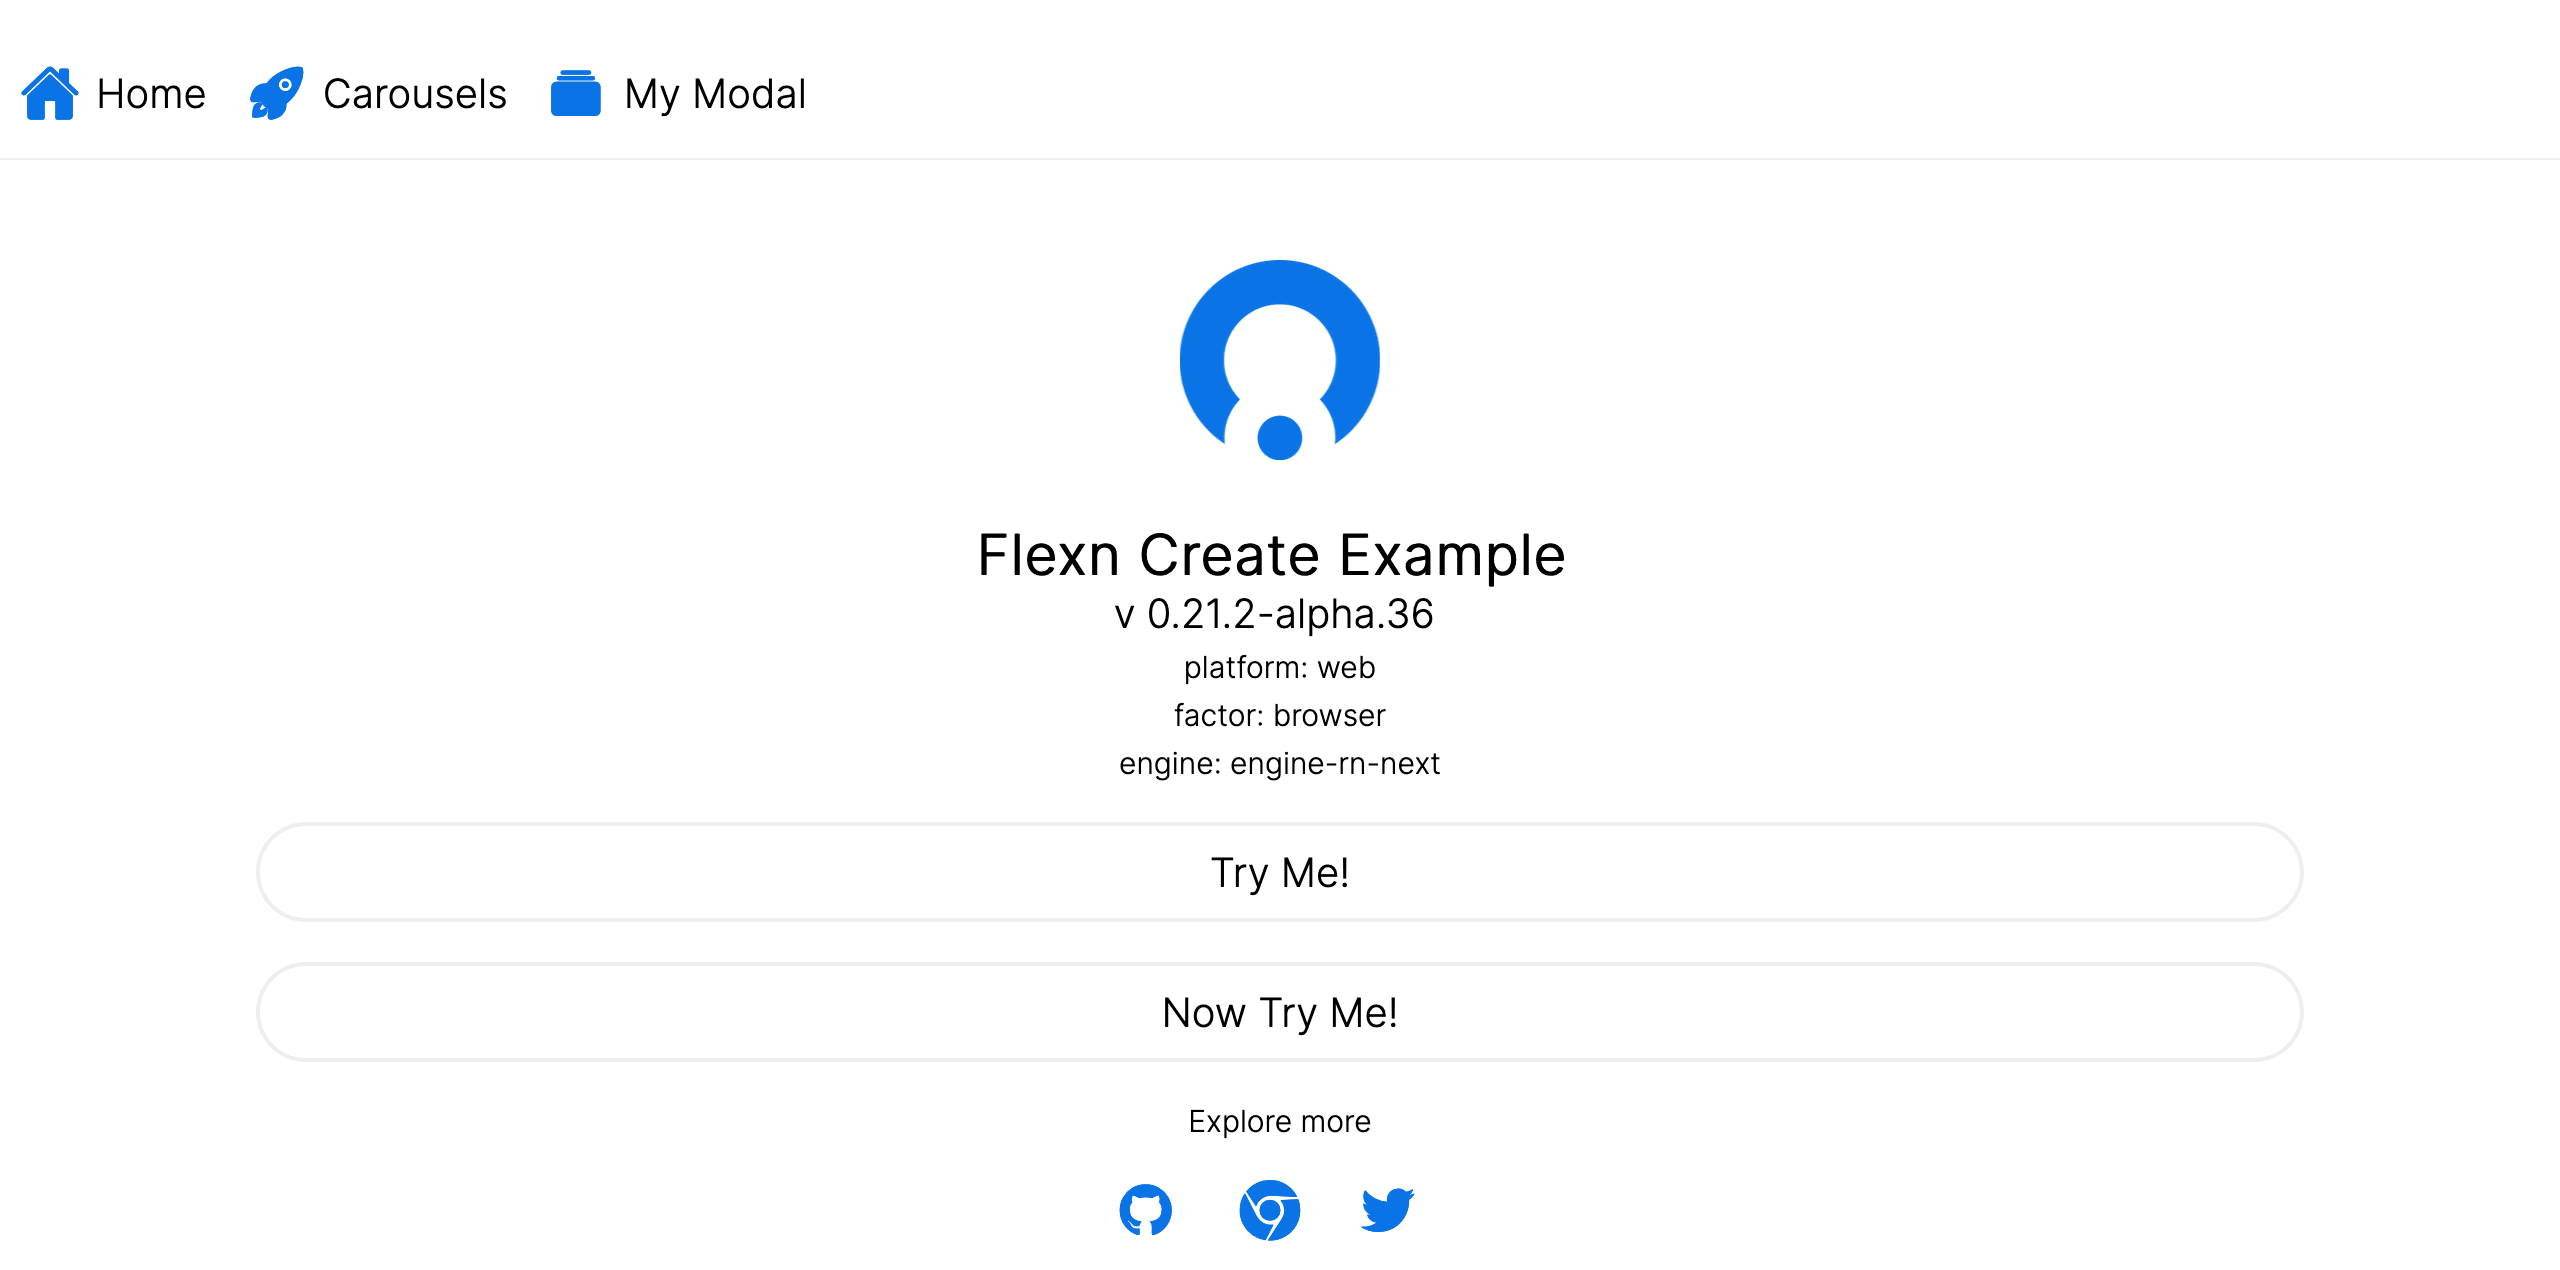 Home Carousels My Modal
Flexn Create Example
v 0.21.2-alpha.36
platform: web
factor: browser
engine: engine-rn-next
Try Me!
Now Try Me!
Explore more